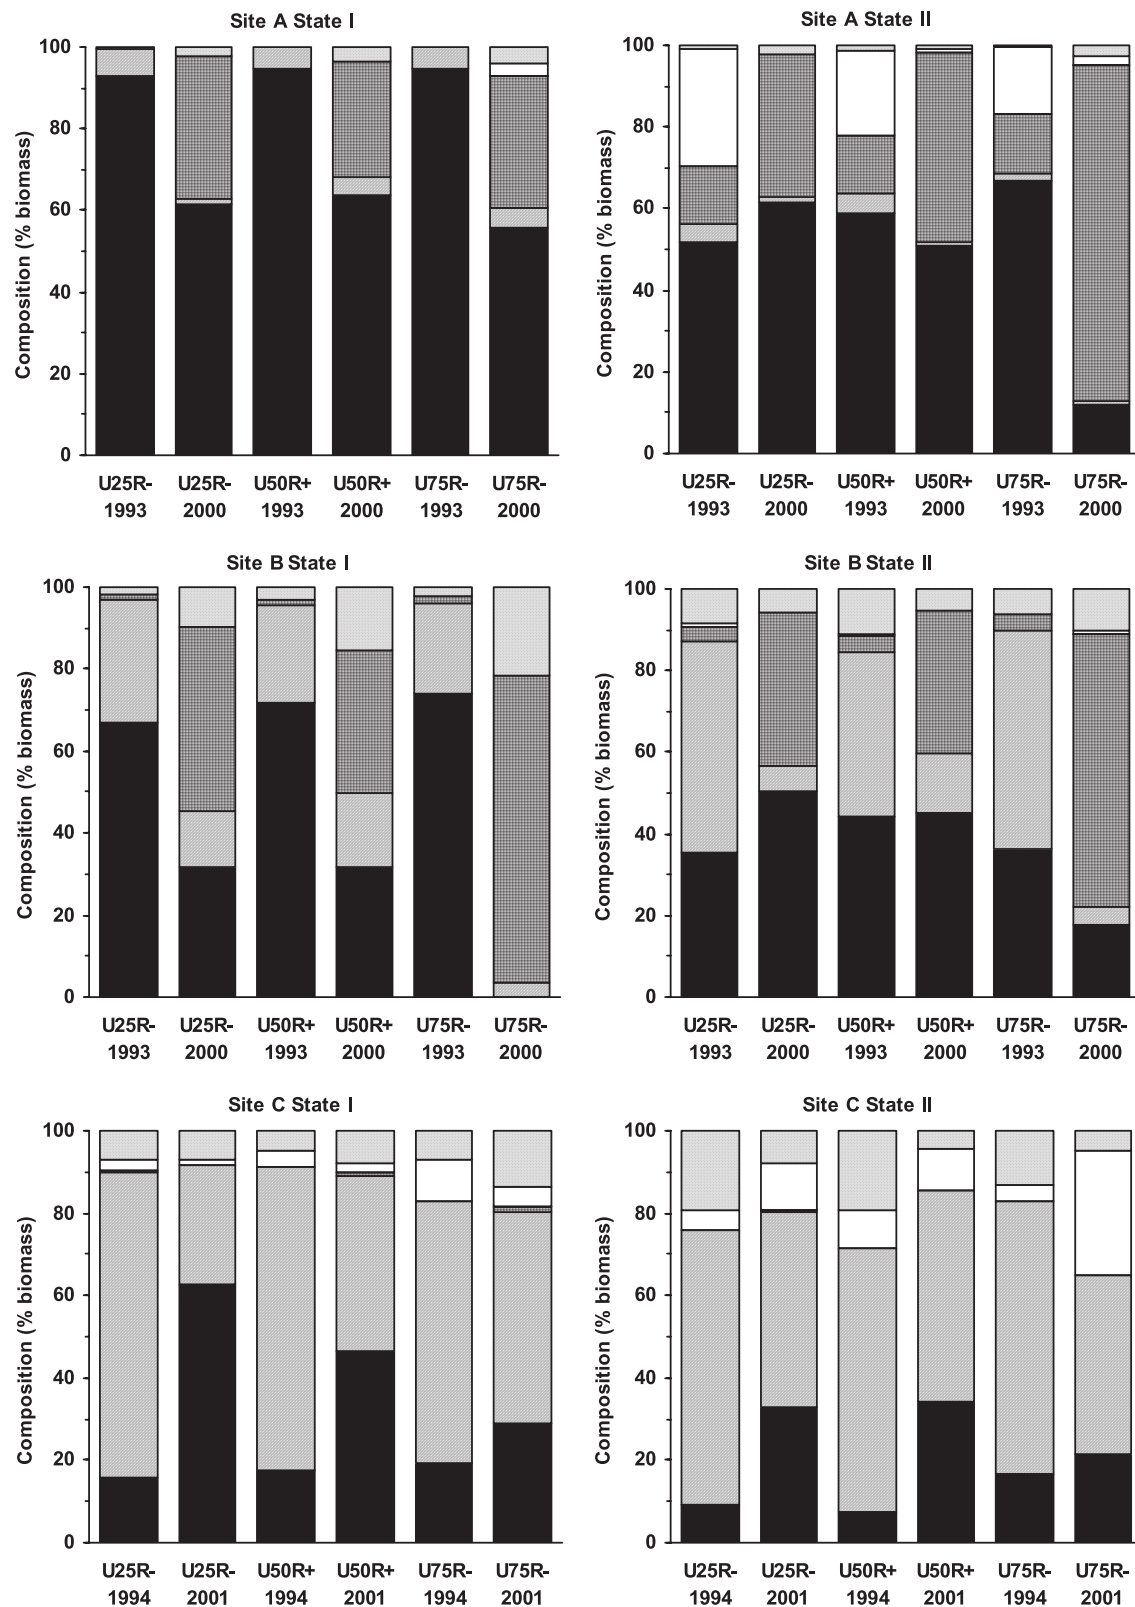 Site A State I
Composition (% biomass)
100
80
60
40
20
0
U25R- U25R- U50R+ U50R+ U75R- U75R-
1993 2000 1993 2000 1993 2000
Site A State II
Composition (% biomass)
100
80
60
40
20
0
U25R- U25R- U50R+ U50R+ U75R- U75R-
1993 2000 1993 2000 1993 2000
Site B State I
Composition (% biomass)
100
80
60
40
20
0
U25R- U25R- U50R+ U50R+ U75R- U75R-
1993 2000 1993 2000 1993 2000
Site B State II
Composition (% biomass)
100
80
60
40
20
0
U25R- U25R- U50R+ U50R+ U75R- U75R-
1993 2000 1993 2000 1993 2000
Site C State I
Composition (% biomass)
100
80
60
40
20
0
U25R- U25R- U50R+ U50R+ U75R- U75R-
1994 2001 1994 2001 1994 2001
Site C State II
Composition (% biomass)
100
80
60
40
20
0
U25R- U25R- U50R+ U50R+ U75R- U75R-
1994 2001 1994 2001 1994 2001